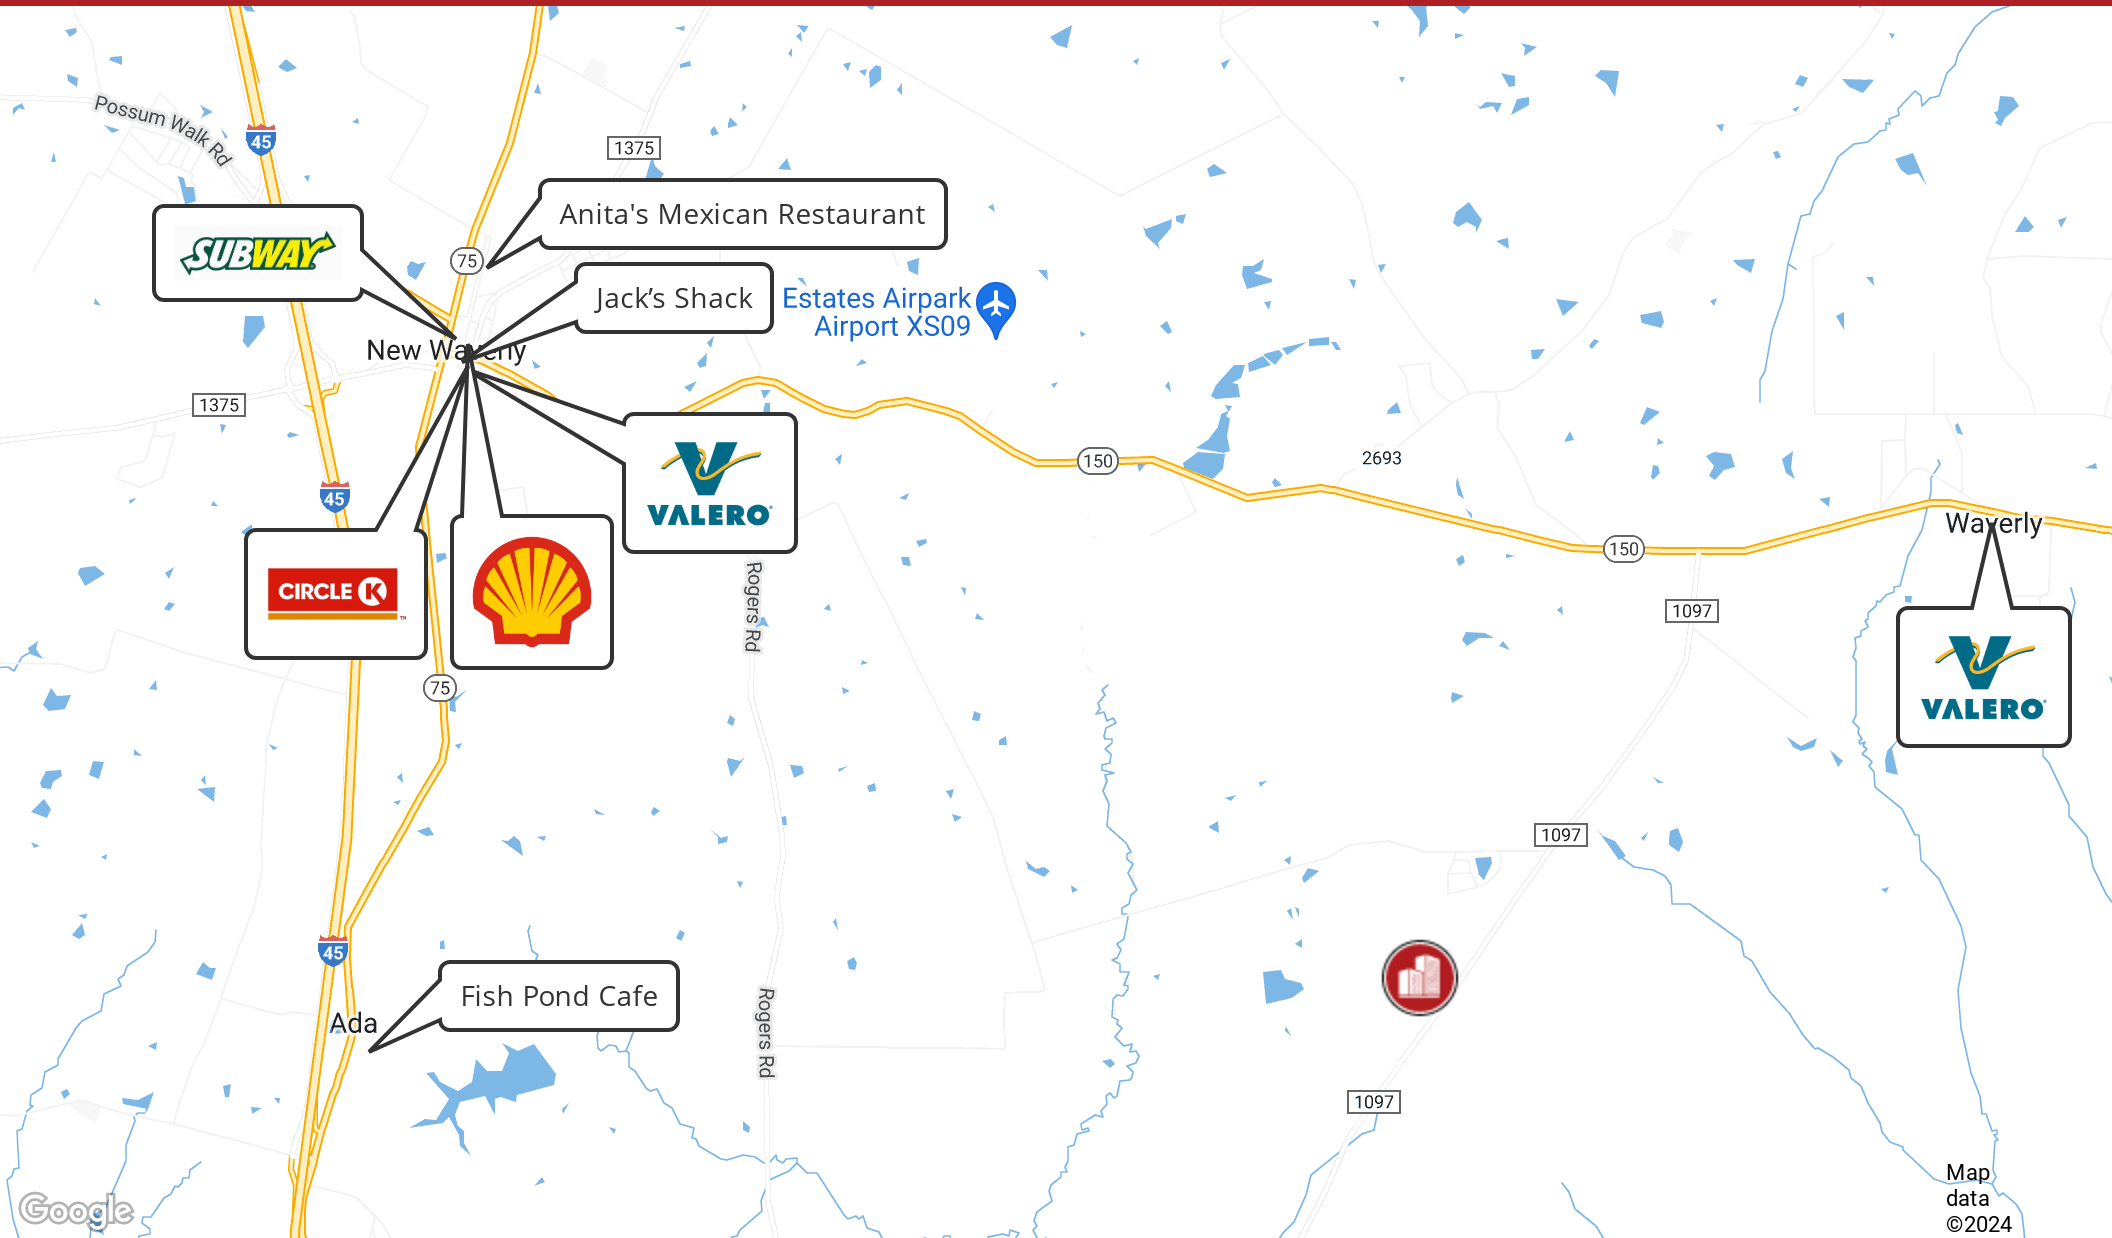 Possum Walk Rd
45
1375
Anita's Mexican Restaurant
SUBWAY
75
Jack’s Shack
Estates Airpark
Airport XS09
New Waverly
1375
VALERO
150
2693
45
Waverly
150
CIRCLE K
TM
Rogers Rd
1097
VALERO
75
1097
45
Fish Pond Cafe
Ada
Rogers Rd
1097
Map
data
©2024
Google